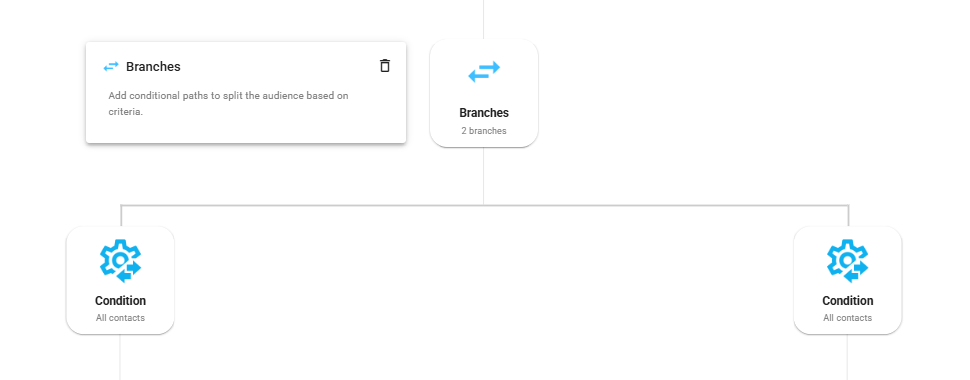 Branches
Add conditional paths to split the audience based on
criteria.
Branches
2 branches
Condition
All contacts
Condition
All contacts